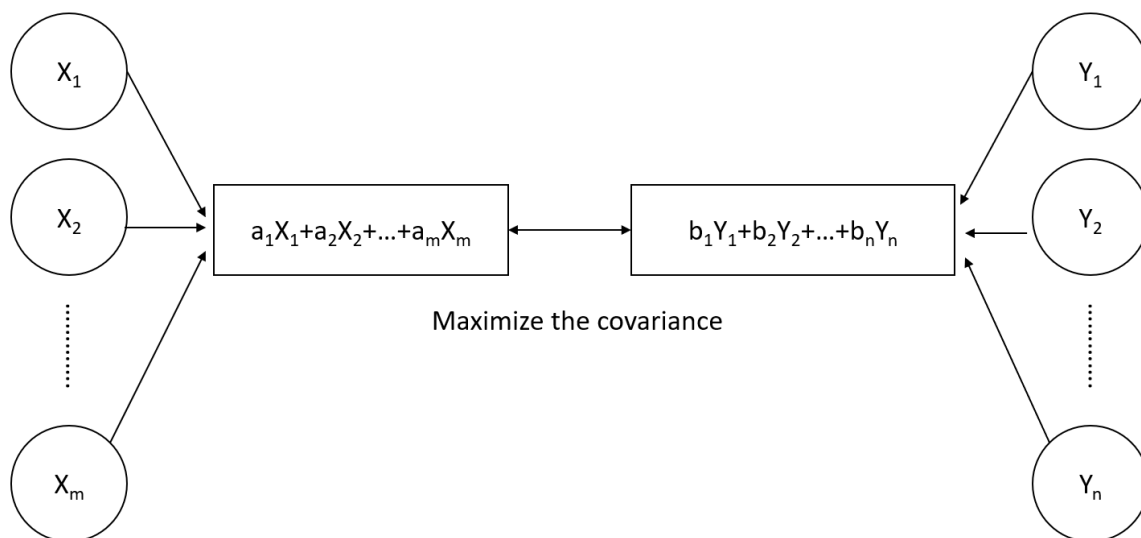 X₁
Y₁
X₂
a₁X₁+a₂X₂+...+aₘXₘ
b₁Y₁+b₂Y₂+...+bₙYₙ
Y₂
Maximize the covariance
Xₘ
Yₙ